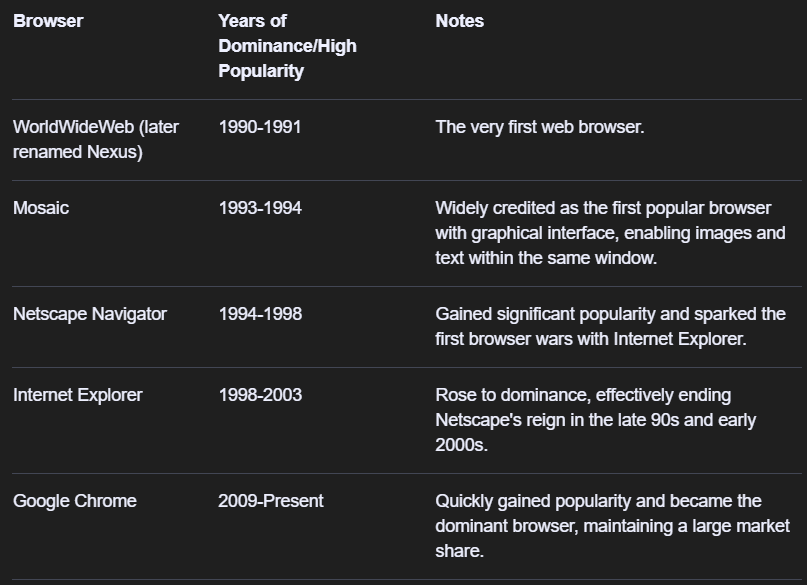 Browser
Years of
Dominance/High
Popularity
Notes
WorldWideWeb (later
renamed Nexus)
1990-1991
The very first web browser.
Mosaic
1993-1994
Widely credited as the first popular browser
with graphical interface, enabling images and
text within the same window.
Netscape Navigator
1994-1998
Gained significant popularity and sparked the
first browser wars with Internet Explorer.
Internet Explorer
1998-2003
Rose to dominance, effectively ending
Netscape's reign in the late 90s and early
2000s.
Google Chrome
2009-Present
Quickly gained popularity and became the
dominant browser, maintaining a large market
share.